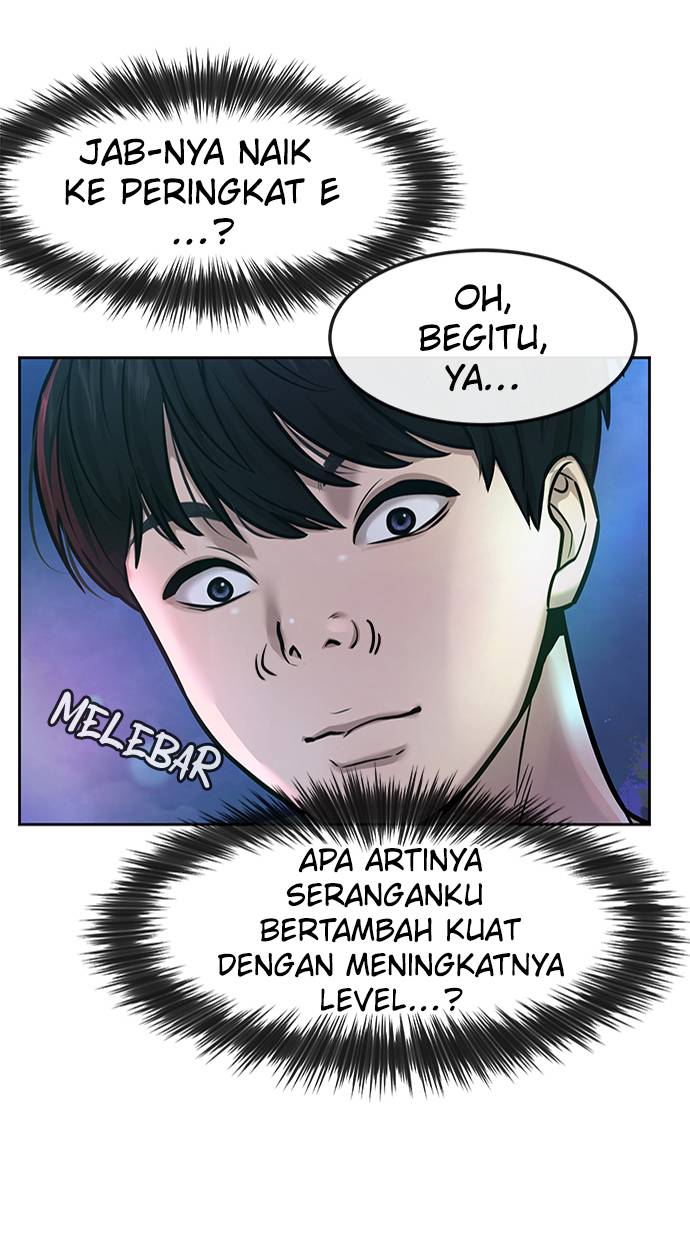 JAB-NYA NAIK
KE PERINGKAT E
...?
OH,
BEGITU,
YA...
MELEBAR
APA ARTINYA
SERANGANKU
BERTAMBAH KUAT
DENGAN MENINGKATNYA
LEVEL...?